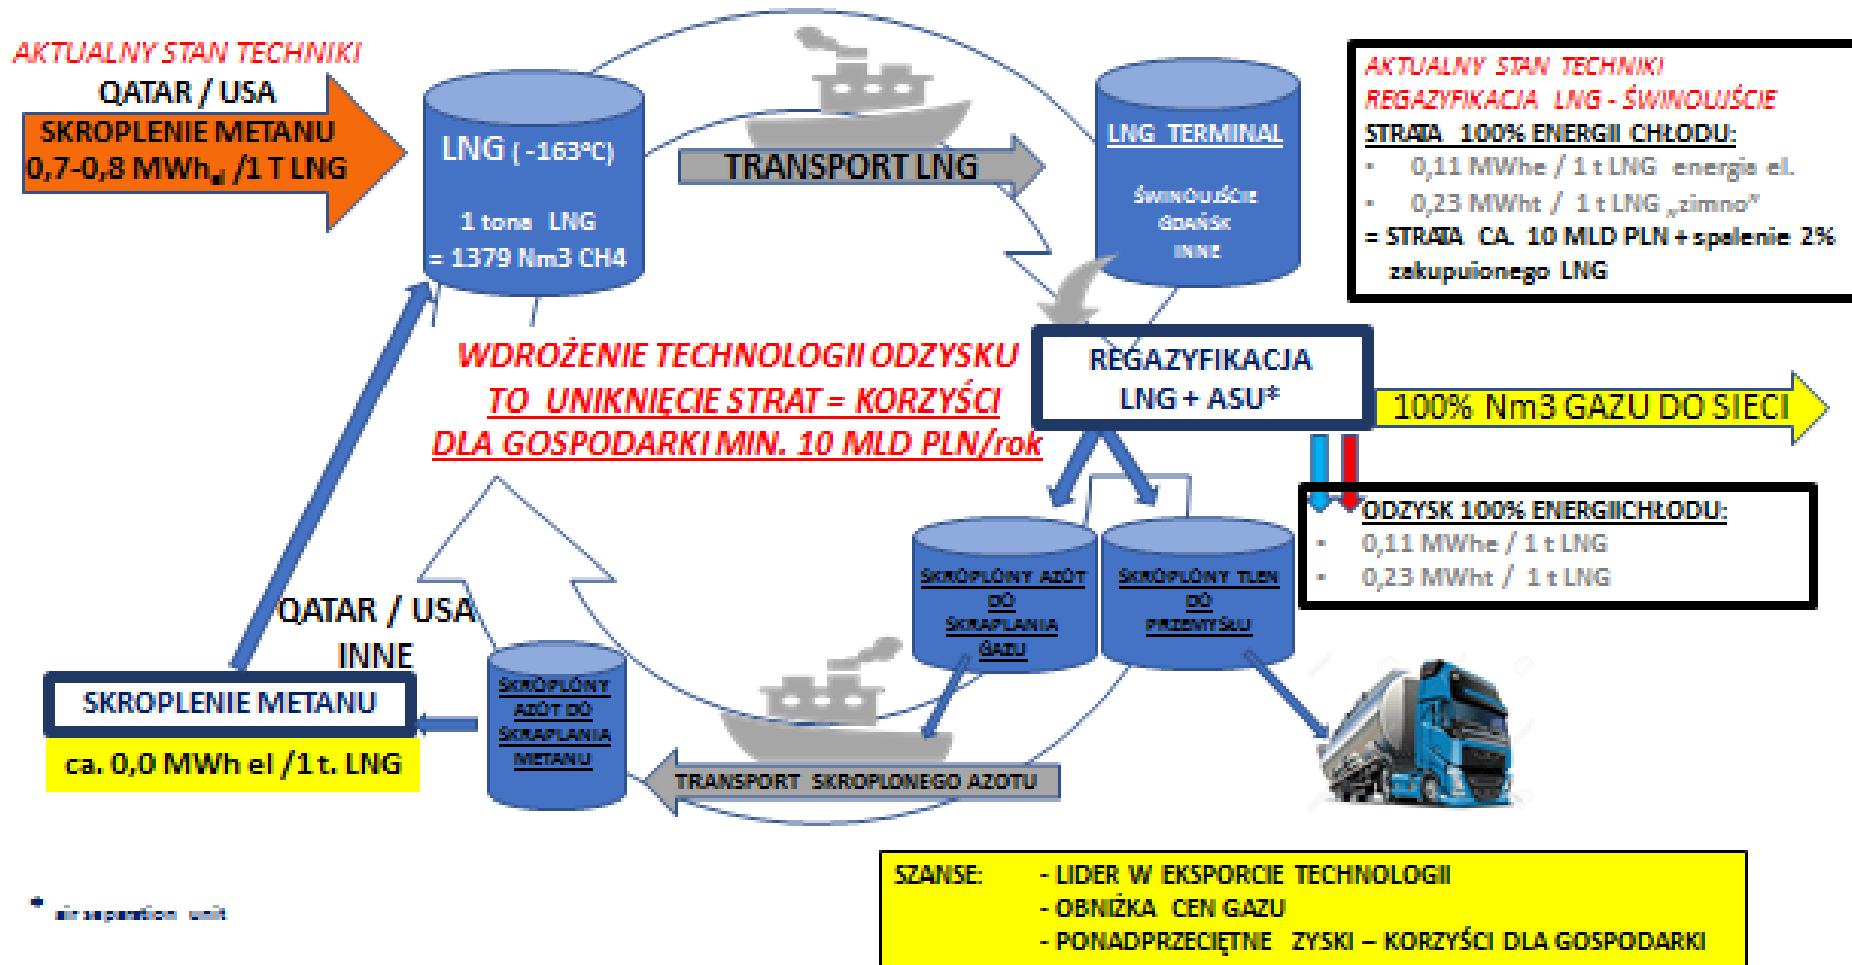 AKTUALNY STAN TECHNIKI
QATAR / USA
SKROPLENIE METANU
0,7-0,8 MWhel /1 T LNG
LNG ( -163°C)
1 tona LNG
= 1379 Nm3 CH4
TRANSPORT LNG
LNG TERMINAL
ŚWINOUJŚCIE
GDAŃSK
INNE
AKTUALNY STAN TECHNIKI
REGAZYFIKACJA LNG - ŚWINOUJŚCIE
STRATA 100% ENERGII CHŁODU:
• 0,11 MWhe / 1 t LNG energia el.
• 0,23 MWht / 1 t LNG „zimno”
= STRATA CA. 10 MLD PLN + spalenie 2%
zakupuionego LNG
WDROŻENIE TECHNOLOGII ODZYSKU
TO UNIKNIĘCIE STRAT = KORZYŚCI
DLA GOSPODARKI MIN. 10 MLD PLN/rok
REGAZYFIKACJA
LNG + ASU*
100% Nm3 GAZU DO SIECI
• ODZYSK 100% ENERGIICHŁODU:
• 0,11 MWhe / 1 t LNG
• 0,23 MWht / 1 t LNG
SKROPLONY AZOT
DO
SKRAPLANIA
GAZU
SKROPLONY TLEN
DO
PRZEMYSŁU
QATAR / USA
INNE
SKROPLENIE METANU
ca. 0,0 MWh el /1 t. LNG
SKROPLONY
AZOT DO
SKRAPLANIA
METANU
TRANSPORT SKROPLONEGO AZOTU
SZANSE: - LIDER W EKSPORCIE TECHNOLOGII
- OBNIŻKA CEN GAZU
- PONADPRZECIĘTNE ZYSKI – KORZYŚCI DLA GOSPODARKI
* air separation unit